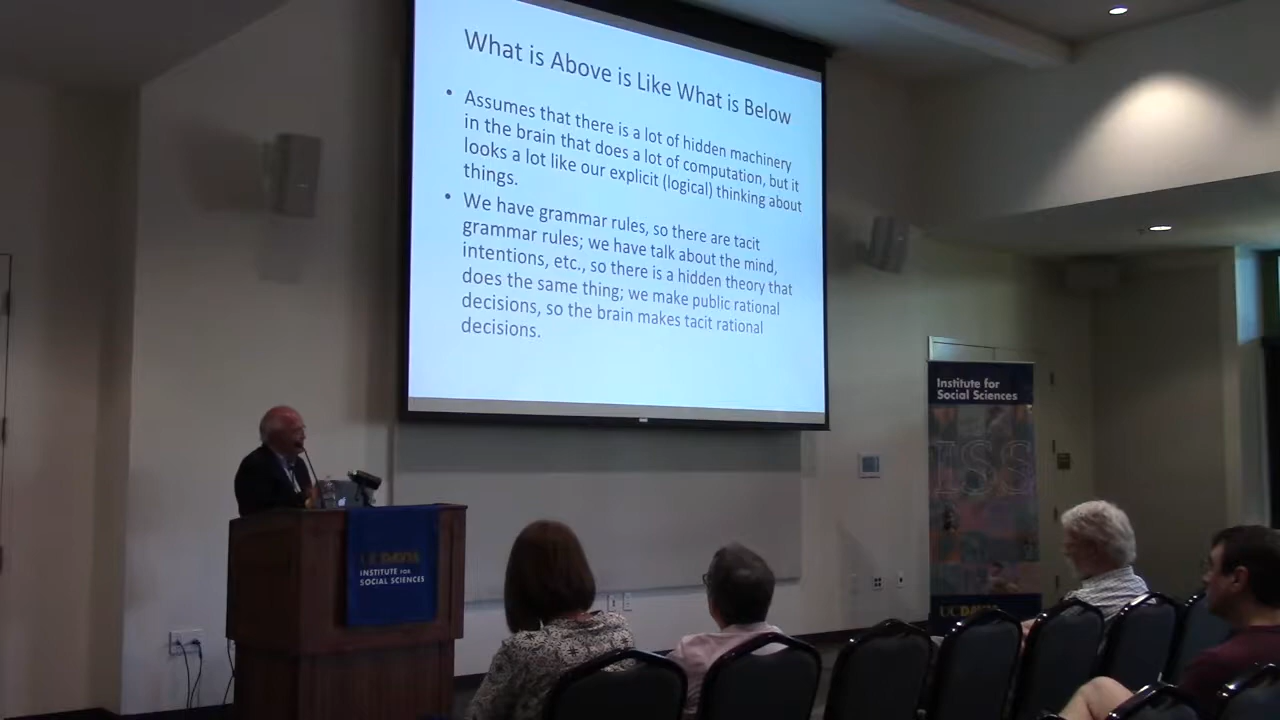 What is Above is Like What is Below
• Assumes that there is a lot of hidden machinery
in the brain that does a lot of computation, but it
looks a lot like our explicit (logical) thinking about
things.
• We have grammar rules, so there are tacit
grammar rules; we have talk about the mind,
intentions, etc., so there is a hidden theory that
does the same thing; we make public rational
decisions, so the brain makes tacit rational
decisions.
Institute for
Social Sciences
ISS
UC DAVIS
UC DAVIS
INSTITUTE FOR
SOCIAL SCIENCES